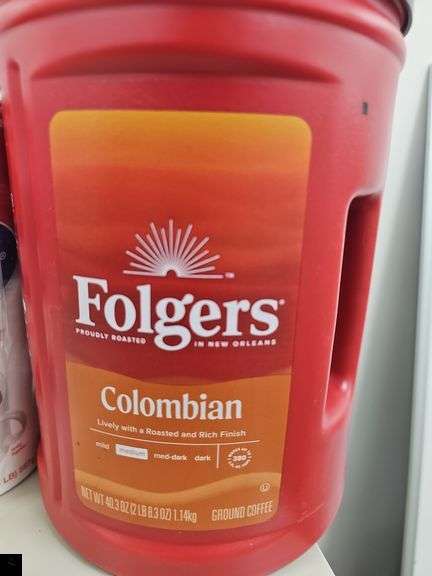 Folgers
PROUDLY ROASTED IN NEW ORLEANS
Colombian
Lively with a Roasted and Rich Finish
mild medium med-dark dark
380
NET WT 40.3 OZ (2 LB 8.3 OZ) 1.14kg GROUND COFFEE